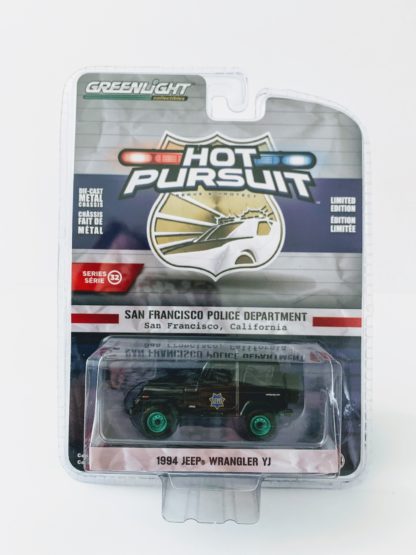 GREENLIGHT
collectibles
HOT
PURSUIT
DIE-CAST
METAL
CHASSIS
CHÂSSIS
FAIT DE
MÉTAL
LIMITED
EDITION
ÉDITION
LIMITÉE
SERIES
SÉRIE 32
SAN FRANCISCO POLICE DEPARTMENT
San Francisco, California
1994 JEEP® WRANGLER YJ